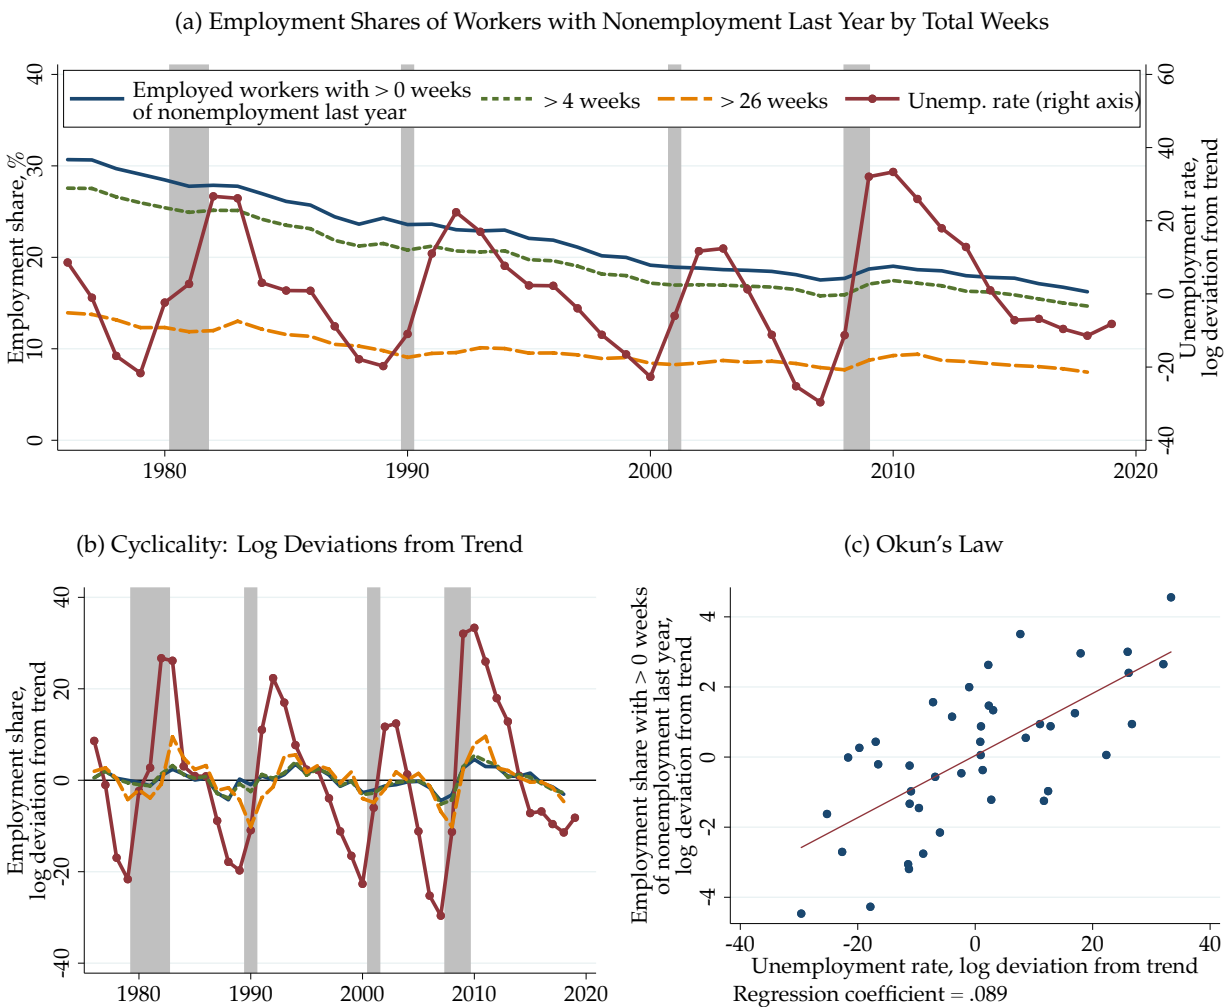 (a) Employment Shares of Workers with Nonemployment Last Year by Total Weeks
Employed workers with > 0 weeks
of nonemployment last year
> 4 weeks
> 26 weeks
Unemp. rate (right axis)
Employment share, %
40
30
20
10
0
Unemployment rate,
log deviation from trend
60
40
20
0
-20
-40
1980
1990
2000
2010
2020
(b) Cyclicality: Log Deviations from Trend
Employment share,
log deviation from trend
40
20
0
-20
-40
1980
1990
2000
2010
2020
(c) Okun's Law
Employment share with > 0 weeks
of nonemployment last year,
log deviation from trend
4
2
0
-2
-4
-40
-20
0
20
40
Unemployment rate, log deviation from trend
Regression coefficient = .089